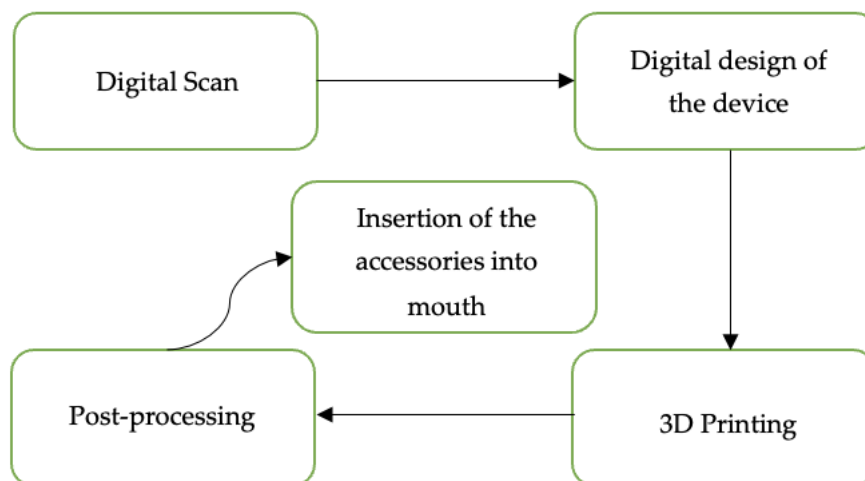 Digital Scan
Digital design of
the device
Insertion of the
accessories into
mouth
Post-processing
3D Printing